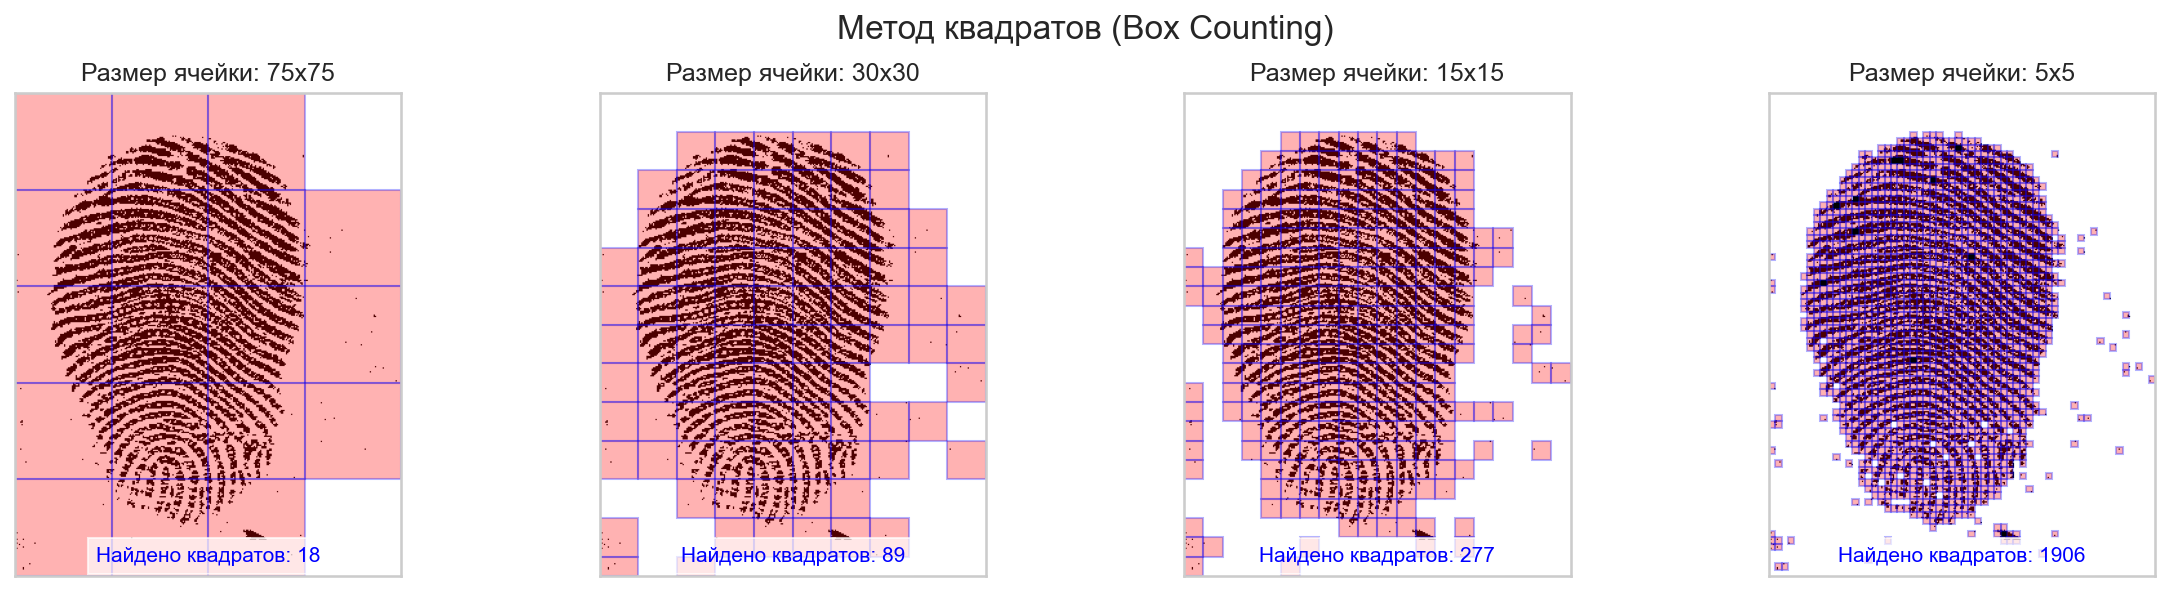 Метод квадратов (Box Counting)
Размер ячейки: 75x75
Размер ячейки: 30x30
Размер ячейки: 15x15
Размер ячейки: 5x5
Найдено квадратов: 18
Найдено квадратов: 89
Найдено квадратов: 277
Найдено квадратов: 1906